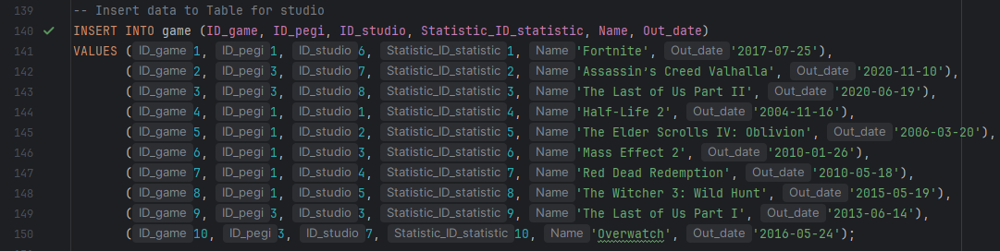 139 -- Insert data to Table for studio
140 INSERT INTO game (ID_game, ID_pegi, ID_studio, Statistic_ID_statistic, Name, Out_date)
141 VALUES (ID_game 1, ID_pegi 1, ID_studio 6, Statistic_ID_statistic 1, Name 'Fortnite', Out_date '2017-07-25'),
142 (ID_game 2, ID_pegi 3, ID_studio 7, Statistic_ID_statistic 2, Name 'Assassin’s Creed Valhalla', Out_date '2020-11-10'),
143 (ID_game 3, ID_pegi 3, ID_studio 8, Statistic_ID_statistic 3, Name 'The Last of Us Part II', Out_date '2020-06-19'),
144 (ID_game 4, ID_pegi 1, ID_studio 1, Statistic_ID_statistic 4, Name 'Half-Life 2', Out_date '2004-11-16'),
145 (ID_game 5, ID_pegi 1, ID_studio 2, Statistic_ID_statistic 5, Name 'The Elder Scrolls IV: Oblivion', Out_date '2006-03-20'),
146 (ID_game 6, ID_pegi 1, ID_studio 3, Statistic_ID_statistic 6, Name 'Mass Effect 2', Out_date '2010-01-26'),
147 (ID_game 7, ID_pegi 1, ID_studio 4, Statistic_ID_statistic 7, Name 'Red Dead Redemption', Out_date '2010-05-18'),
148 (ID_game 8, ID_pegi 1, ID_studio 5, Statistic_ID_statistic 8, Name 'The Witcher 3: Wild Hunt', Out_date '2015-05-19'),
149 (ID_game 9, ID_pegi 3, ID_studio 3, Statistic_ID_statistic 9, Name 'The Last of Us Part I', Out_date '2013-06-14'),
150 (ID_game 10, ID_pegi 3, ID_studio 7, Statistic_ID_statistic 10, Name 'Overwatch', Out_date '2016-05-24');